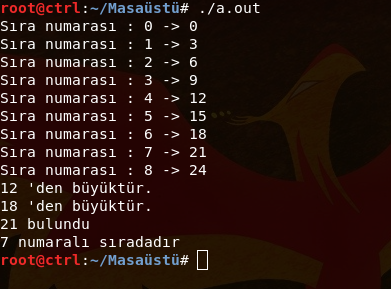 root@ctrl:~/Masaüstü# ./a.out
Sıra numarası : 0 -> 0
Sıra numarası : 1 -> 3
Sıra numarası : 2 -> 6
Sıra numarası : 3 -> 9
Sıra numarası : 4 -> 12
Sıra numarası : 5 -> 15
Sıra numarası : 6 -> 18
Sıra numarası : 7 -> 21
Sıra numarası : 8 -> 24
12 'den büyüktür.
18 'den büyüktür.
21 bulundu
7 numaralı sıradadır
root@ctrl:~/Masaüstü#